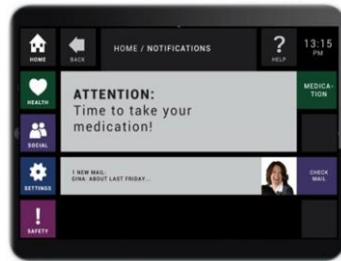 HOME
BACK
HOME / NOTIFICATIONS
?
HELP
13:15
PM
HEALTH
ATTENTION:
Time to take your
medication!
MEDICA-
TION
SOCIAL
SETTINGS
1 NEW MAIL:
GINA: ABOUT LAST FRIDAY...
CHECK
MAIL
!
SAFETY